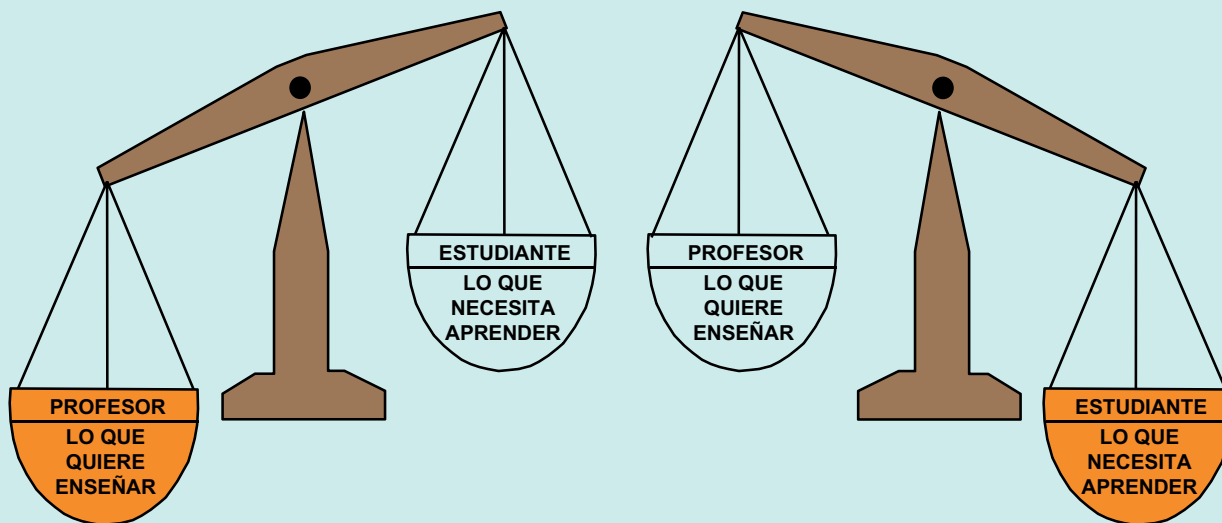 ESTUDIANTE
LO QUE
NECESITA
APRENDER
PROFESOR
LO QUE
QUIERE
ENSEÑAR
PROFESOR
LO QUE
QUIERE
ENSEÑAR
ESTUDIANTE
LO QUE
NECESITA
APRENDER